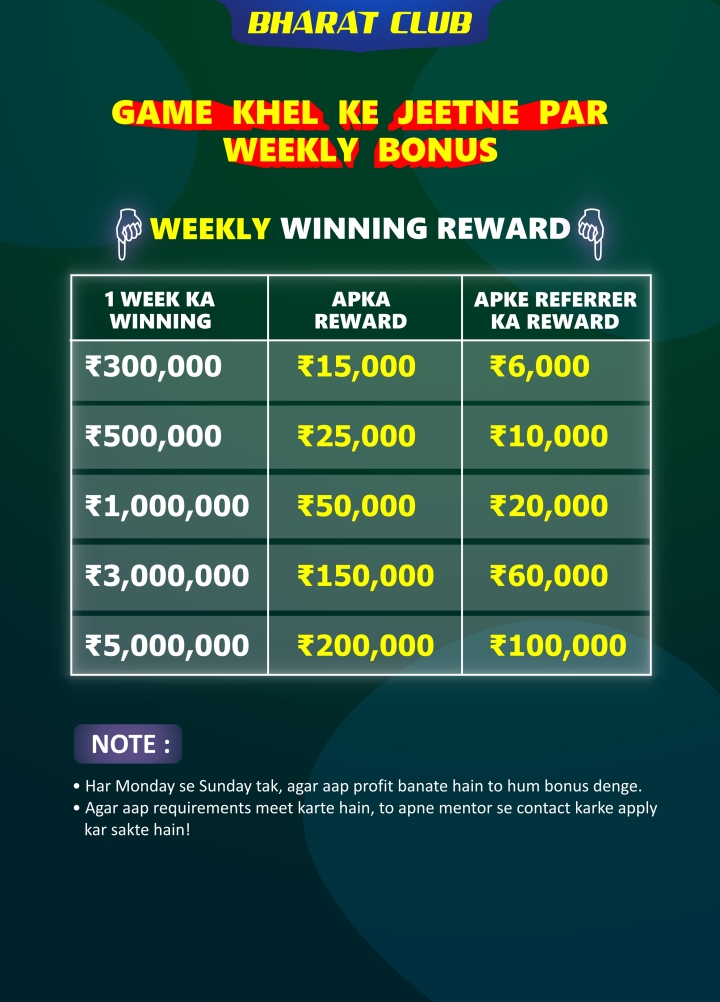 BHARAT CLUB
GAME KHEL KE JEETNE PAR
WEEKLY BONUS
WEEKLY WINNING REWARD
1 WEEK KA WINNING | APKA REWARD | APKE REFERRER KA REWARD
₹300,000 ₹15,000 ₹6,000
₹500,000 ₹25,000 ₹10,000
₹1,000,000 ₹50,000 ₹20,000
₹3,000,000 ₹150,000 ₹60,000
₹5,000,000 ₹200,000 ₹100,000
NOTE :
• Har Monday se Sunday tak, agar aap profit banate hain to hum bonus denge.
• Agar aap requirements meet karte hain, to apne mentor se contact karke apply
kar sakte hain!